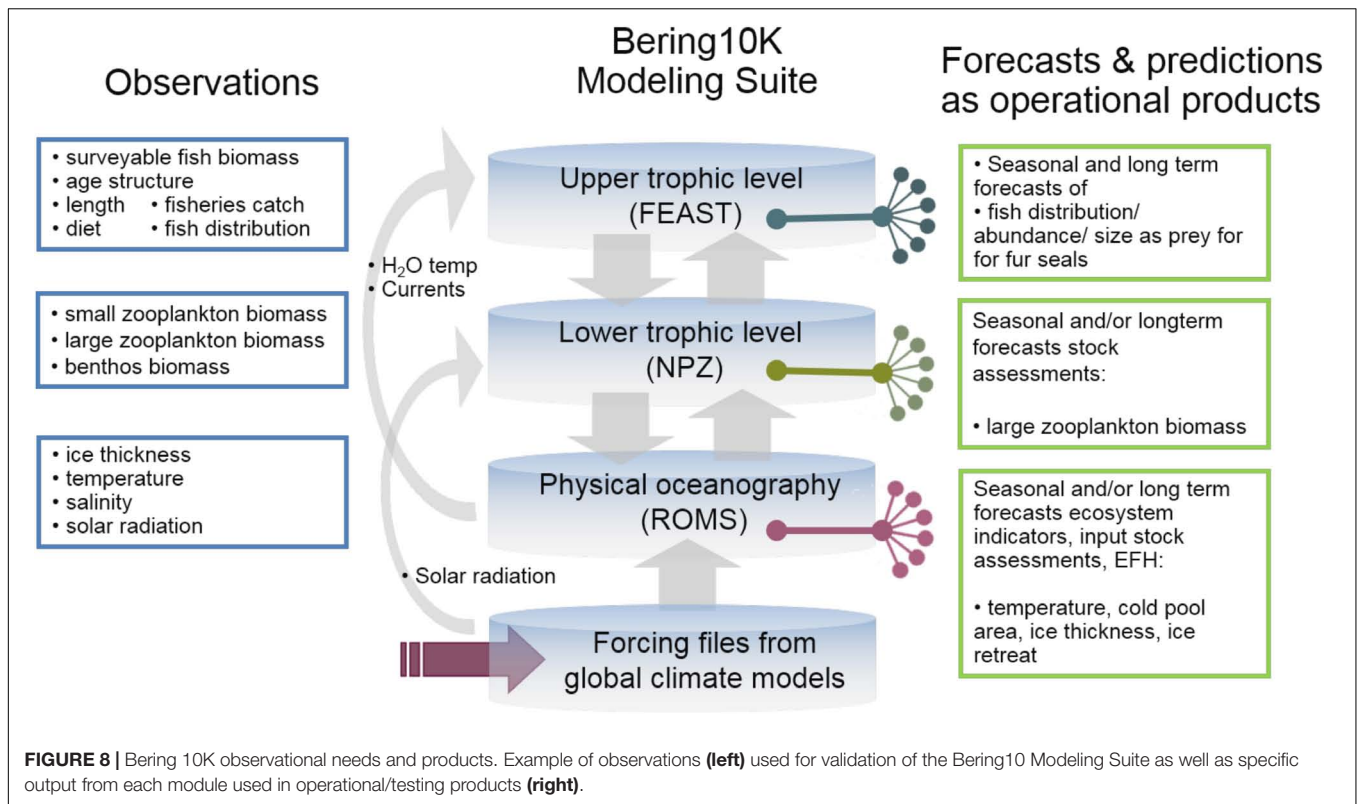 Observations
Bering10K
Modeling Suite
Forecasts & predictions
as operational products
• surveyable fish biomass
• age structure
• length • fisheries catch
• diet • fish distribution
• small zooplankton biomass
• large zooplankton biomass
• benthos biomass
• ice thickness
• temperature
• salinity
• solar radiation
• H₂O temp
• Currents
• Solar radiation
Upper trophic level
(FEAST)
Lower trophic level
(NPZ)
Physical oceanography
(ROMS)
Forcing files from
global climate models
• Seasonal and long term
forecasts of
• fish distribution/
abundance/ size as prey for
for fur seals
Seasonal and/or longterm
forecasts stock
assessments:
• large zooplankton biomass
Seasonal and/or long term
forecasts ecosystem
indicators, input stock
assessments, EFH:
• temperature, cold pool
area, ice thickness, ice
retreat
FIGURE 8 | Bering 10K observational needs and products. Example of observations (left) used for validation of the Bering10 Modeling Suite as well as specific
output from each module used in operational/testing products (right).